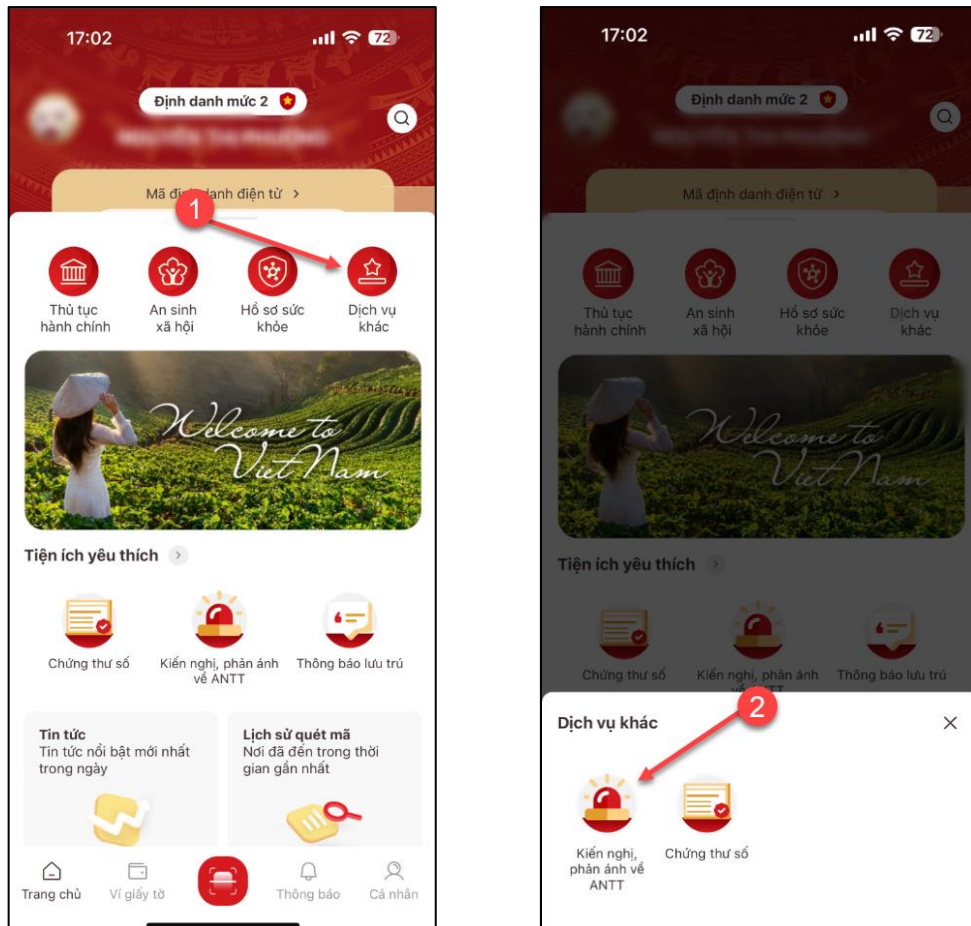 17:02
72
Định danh mức 2
Mã định danh điện tử >
1
Thủ tục
hành chính
An sinh
xã hội
Hồ sơ sức
khỏe
Dịch vụ
khác
Welcome to
Viet Nam
Tiện ích yêu thích >
Chứng thư số
Kiến nghị, phản ánh
về ANTT
Thông báo lưu trú
Tin tức
Tin tức nổi bật mới nhất
trong ngày
Lịch sử quét mã
Nơi đã đến trong thời
gian gần nhất
Trang chủ
Ví giấy tờ
Thông báo
Cá nhân
17:02
72
Định danh mức 2
Mã định danh điện tử >
Thủ tục
hành chính
An sinh
xã hội
Hồ sơ sức
khỏe
Dịch vụ
khác
Welcome to
Viet Nam
Tiện ích yêu thích >
Chứng thư số
Kiến nghị, phản ánh
về ANTT
Thông báo lưu trú
2
Dịch vụ khác
Kiến nghị,
phản ánh về
ANTT
Chứng thư số